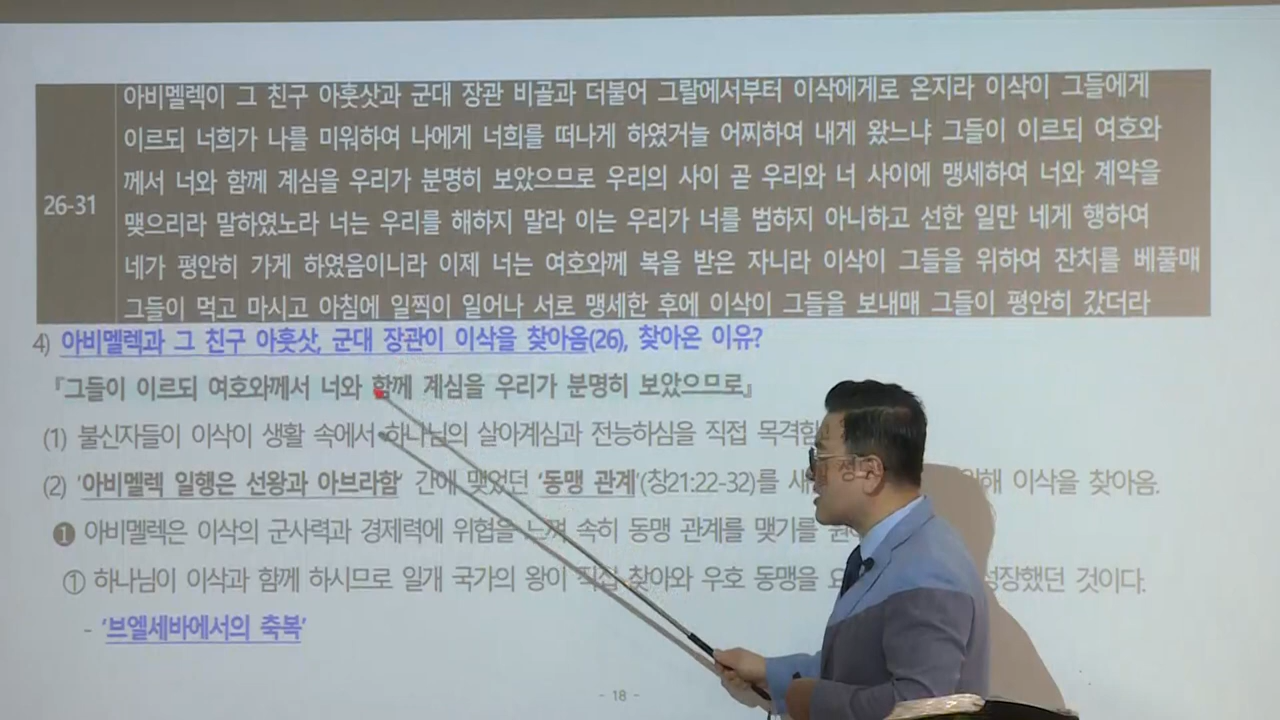 아비멜렉이 그 친구 아훗삿과 군대 장관 비골과 더불어 그랄에서부터 이삭에게로 온지라 이삭이 그들에게
이르되 너희가 나를 미워하여 나에게 너희를 떠나게 하였거늘 어찌하여 내게 왔느냐 그들이 이르되 여호와
께서 너와 함께 계심을 우리가 분명히 보았으므로 우리의 사이 곧 우리와 너 사이에 맹세하여 너와 계약을
26-31
맺으리라 말하였노라 너는 우리를 해하지 말라 이는 우리가 너를 범하지 아니하고 선한 일만 네게 행하여
네가 평안히 가게 하였음이니라 이제 너는 여호와께 복을 받은 자니라 이삭이 그들을 위하여 잔치를 베풀매
그들이 먹고 마시고 아침에 일찍이 일어나 서로 맹세한 후에 이삭이 그들을 보내매 그들이 평안히 갔더라
4) 아비멜렉과 그 친구 아훗삿, 군대 장관이 이삭을 찾아옴(26), 찾아온 이유?
『그들이 이르되 여호와께서 너와 함께 계심을 우리가 분명히 보았으므로』
(1) 불신자들이 이삭이 생활 속에서 하나님의 살아계심과 전능하심을 직접 목격함
(2) '아비멜렉 일행은 선왕과 아브라함' 간에 맺었던 '동맹 관계'(창21:22-32)를 이삭을 찾아옴.
❶ 아비멜렉은 이삭의 군사력과 경제력에 위협을 느껴 속히 동맹 관계를 맺기를
① 하나님이 이삭과 함께 하시므로 일개 국가의 왕이 직접 찾아와 우호 동맹을 성장했던 것이다.
- '브엘세바에서의 축복'
- 18 -